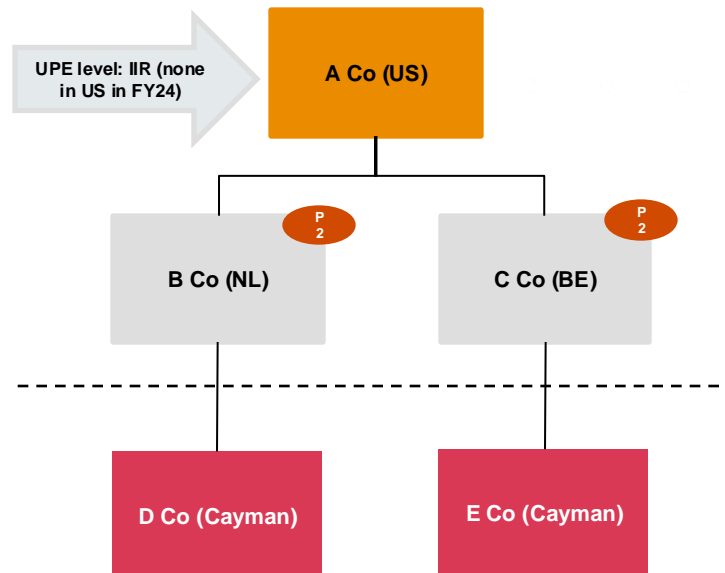 UPE level: IIR (none
in US in FY24)
A Co (US)
P
2
B Co (NL)
P
2
C Co (BE)
D Co (Cayman)
E Co (Cayman)